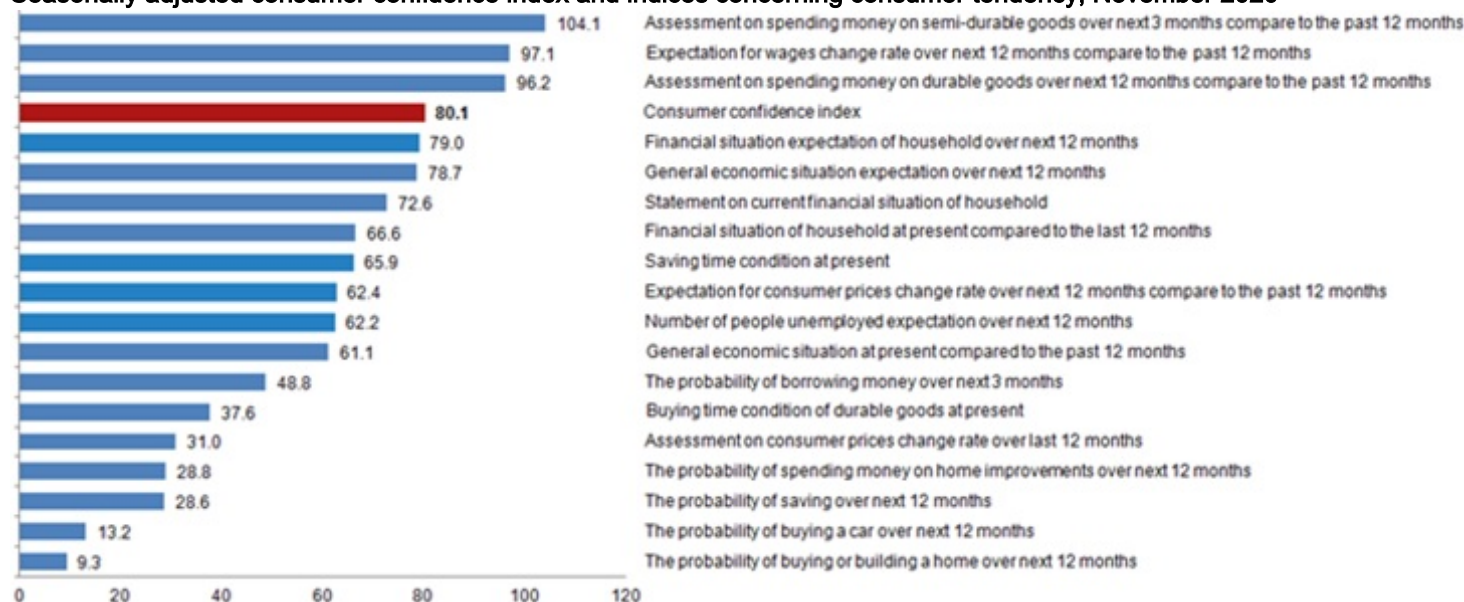 Seasonally adjusted consumer confidence index and indices concerning consumer tendency, November 2020
104.1 Assessment on spending money on semi-durable goods over next 3 months compare to the past 12 months
97.1 Expectation for wages change rate over next 12 months compare to the past 12 months
96.2 Assessment on spending money on durable goods over next 12 months compare to the past 12 months
80.1 Consumer confidence index
79.0 Financial situation expectation of household over next 12 months
78.7 General economic situation expectation over next 12 months
72.6 Statement on current financial situation of household
66.6 Financial situation of household at present compared to the last 12 months
65.9 Saving time condition at present
62.4 Expectation for consumer prices change rate over next 12 months compare to the past 12 months
62.2 Number of people unemployed expectation over next 12 months
61.1 General economic situation at present compared to the past 12 months
48.8 The probability of borrowing money over next 3 months
37.6 Buying time condition of durable goods at present
31.0 Assessment on consumer prices change rate over last 12 months
28.8 The probability of spending money on home improvements over next 12 months
28.6 The probability of saving over next 12 months
13.2 The probability of buying a car over next 12 months
9.3 The probability of buying or building a home over next 12 months
0 20 40 60 80 100 120